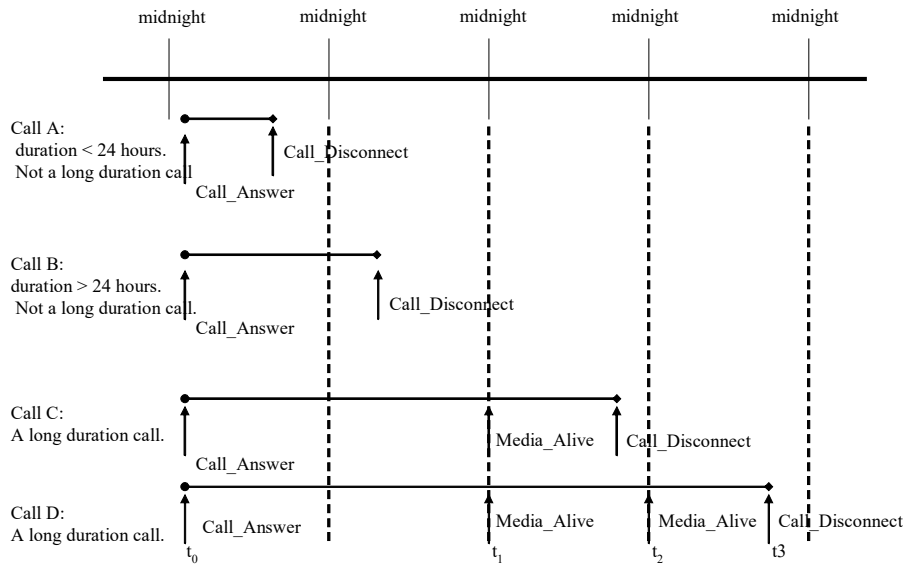 midnight midnight midnight midnight midnight
Call A:
duration < 24 hours.
Not a long duration call
Call_Disconnect
Call_Answer
Call B:
duration > 24 hours.
Not a long duration call.
Call_Disconnect
Call_Answer
Call C:
A long duration call.
Call_Answer
Media_Alive
Call_Disconnect
Call D:
A long duration call.
Call_Answer
Media_Alive
Media_Alive
Call_Disconnect
t0 t1 t2 t3